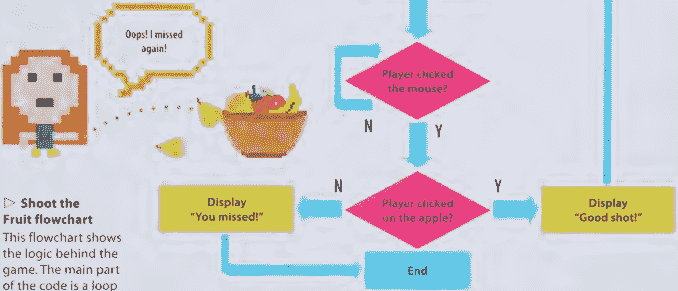 Oops! I missed
again!
Player clicked
the mouse?
N
Y
N
Y
Display
"You missed!"
Player clicked
on the apple?
Display
"Good shot!"
End
▷ Shoot the
Fruit flowchart
This flowchart shows
the logic behind the
game. The main part
of the code is a loop